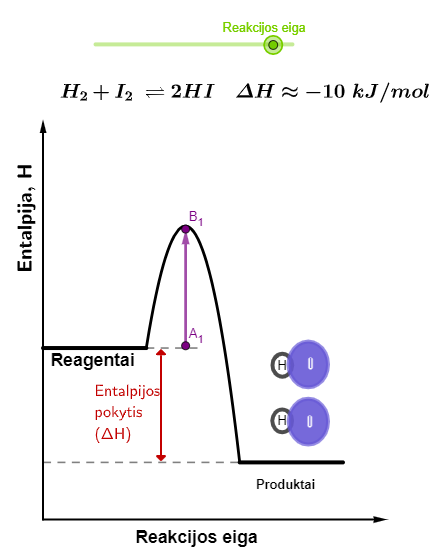 Reakcijos eiga
H₂ + I₂ ⇌ 2HI ΔH ≈ −10 kJ/mol
Entalpija, H
B₁
A₁
Reagentai
Entalpijos
pokytis
(ΔH)
H I
H I
Produktai
Reakcijos eiga